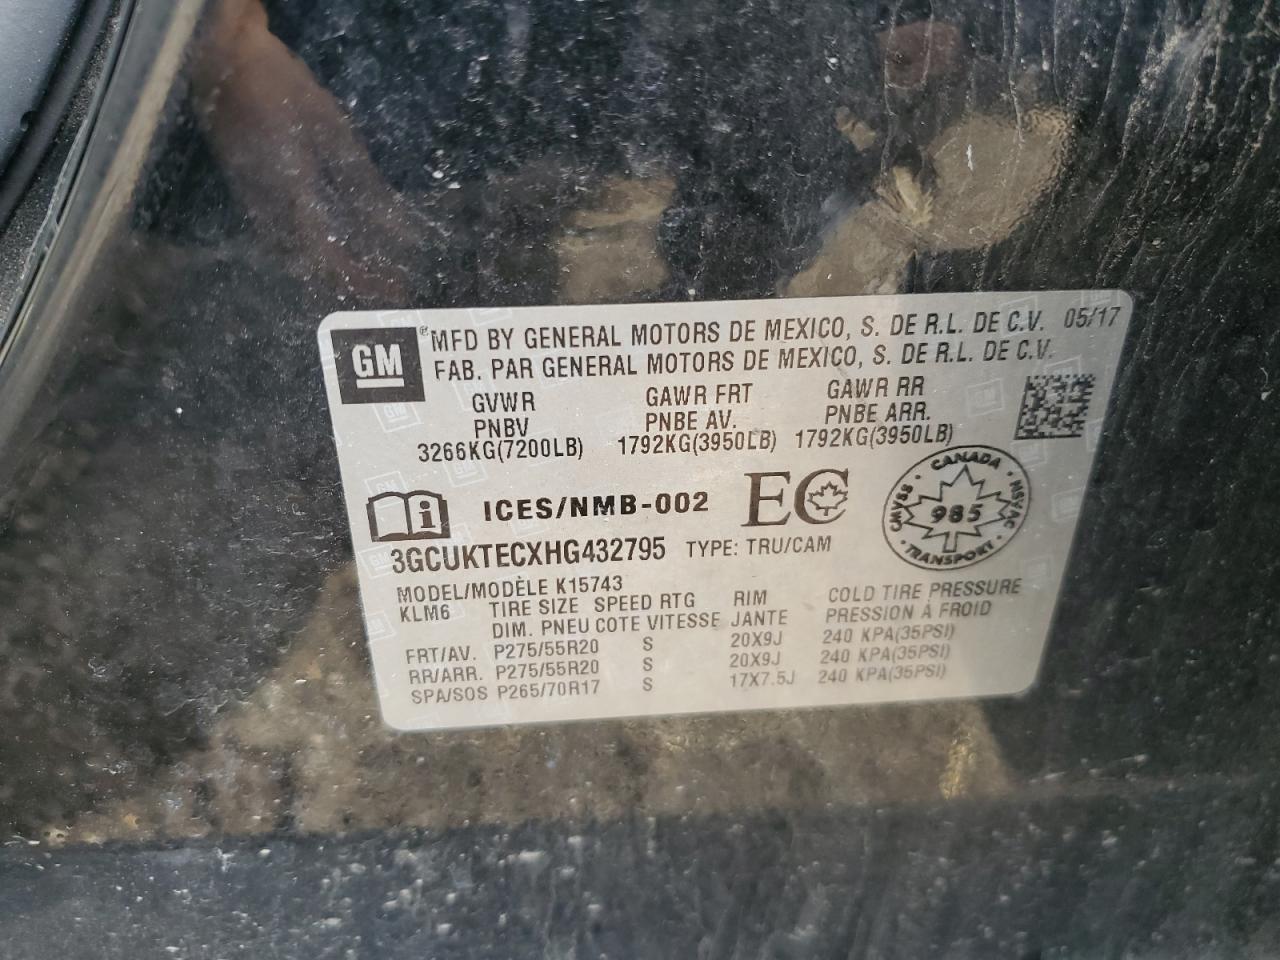 GM ® MFD BY GENERAL MOTORS DE MEXICO, S. DE R.L. DE C.V. 05/17
FAB. PAR GENERAL MOTORS DE MEXICO, S. DE R.L. DE C.V.
GVWR GAWR FRT GAWR RR
PNBV PNBE AV. PNBE ARR.
3266KG(7200LB) 1792KG(3950LB) 1792KG(3950LB)
i ICES/NMB-002 EC
CANADA
CMVSS 985 NSVAC
TRANSPORT
3GCUKTECXHG432795 TYPE: TRU/CAM
MODEL/MODÈLE K15743
KLM6 TIRE SIZE SPEED RTG RIM COLD TIRE PRESSURE
DIM. PNEU COTE VITESSE JANTE PRESSION À FROID
FRT/AV. P275/55R20 S 20X9J 240 KPA(35PSI)
RR/ARR. P275/55R20 S 20X9J 240 KPA(35PSI)
SPA/SOS P265/70R17 S 17X7.5J 240 KPA(35PSI)